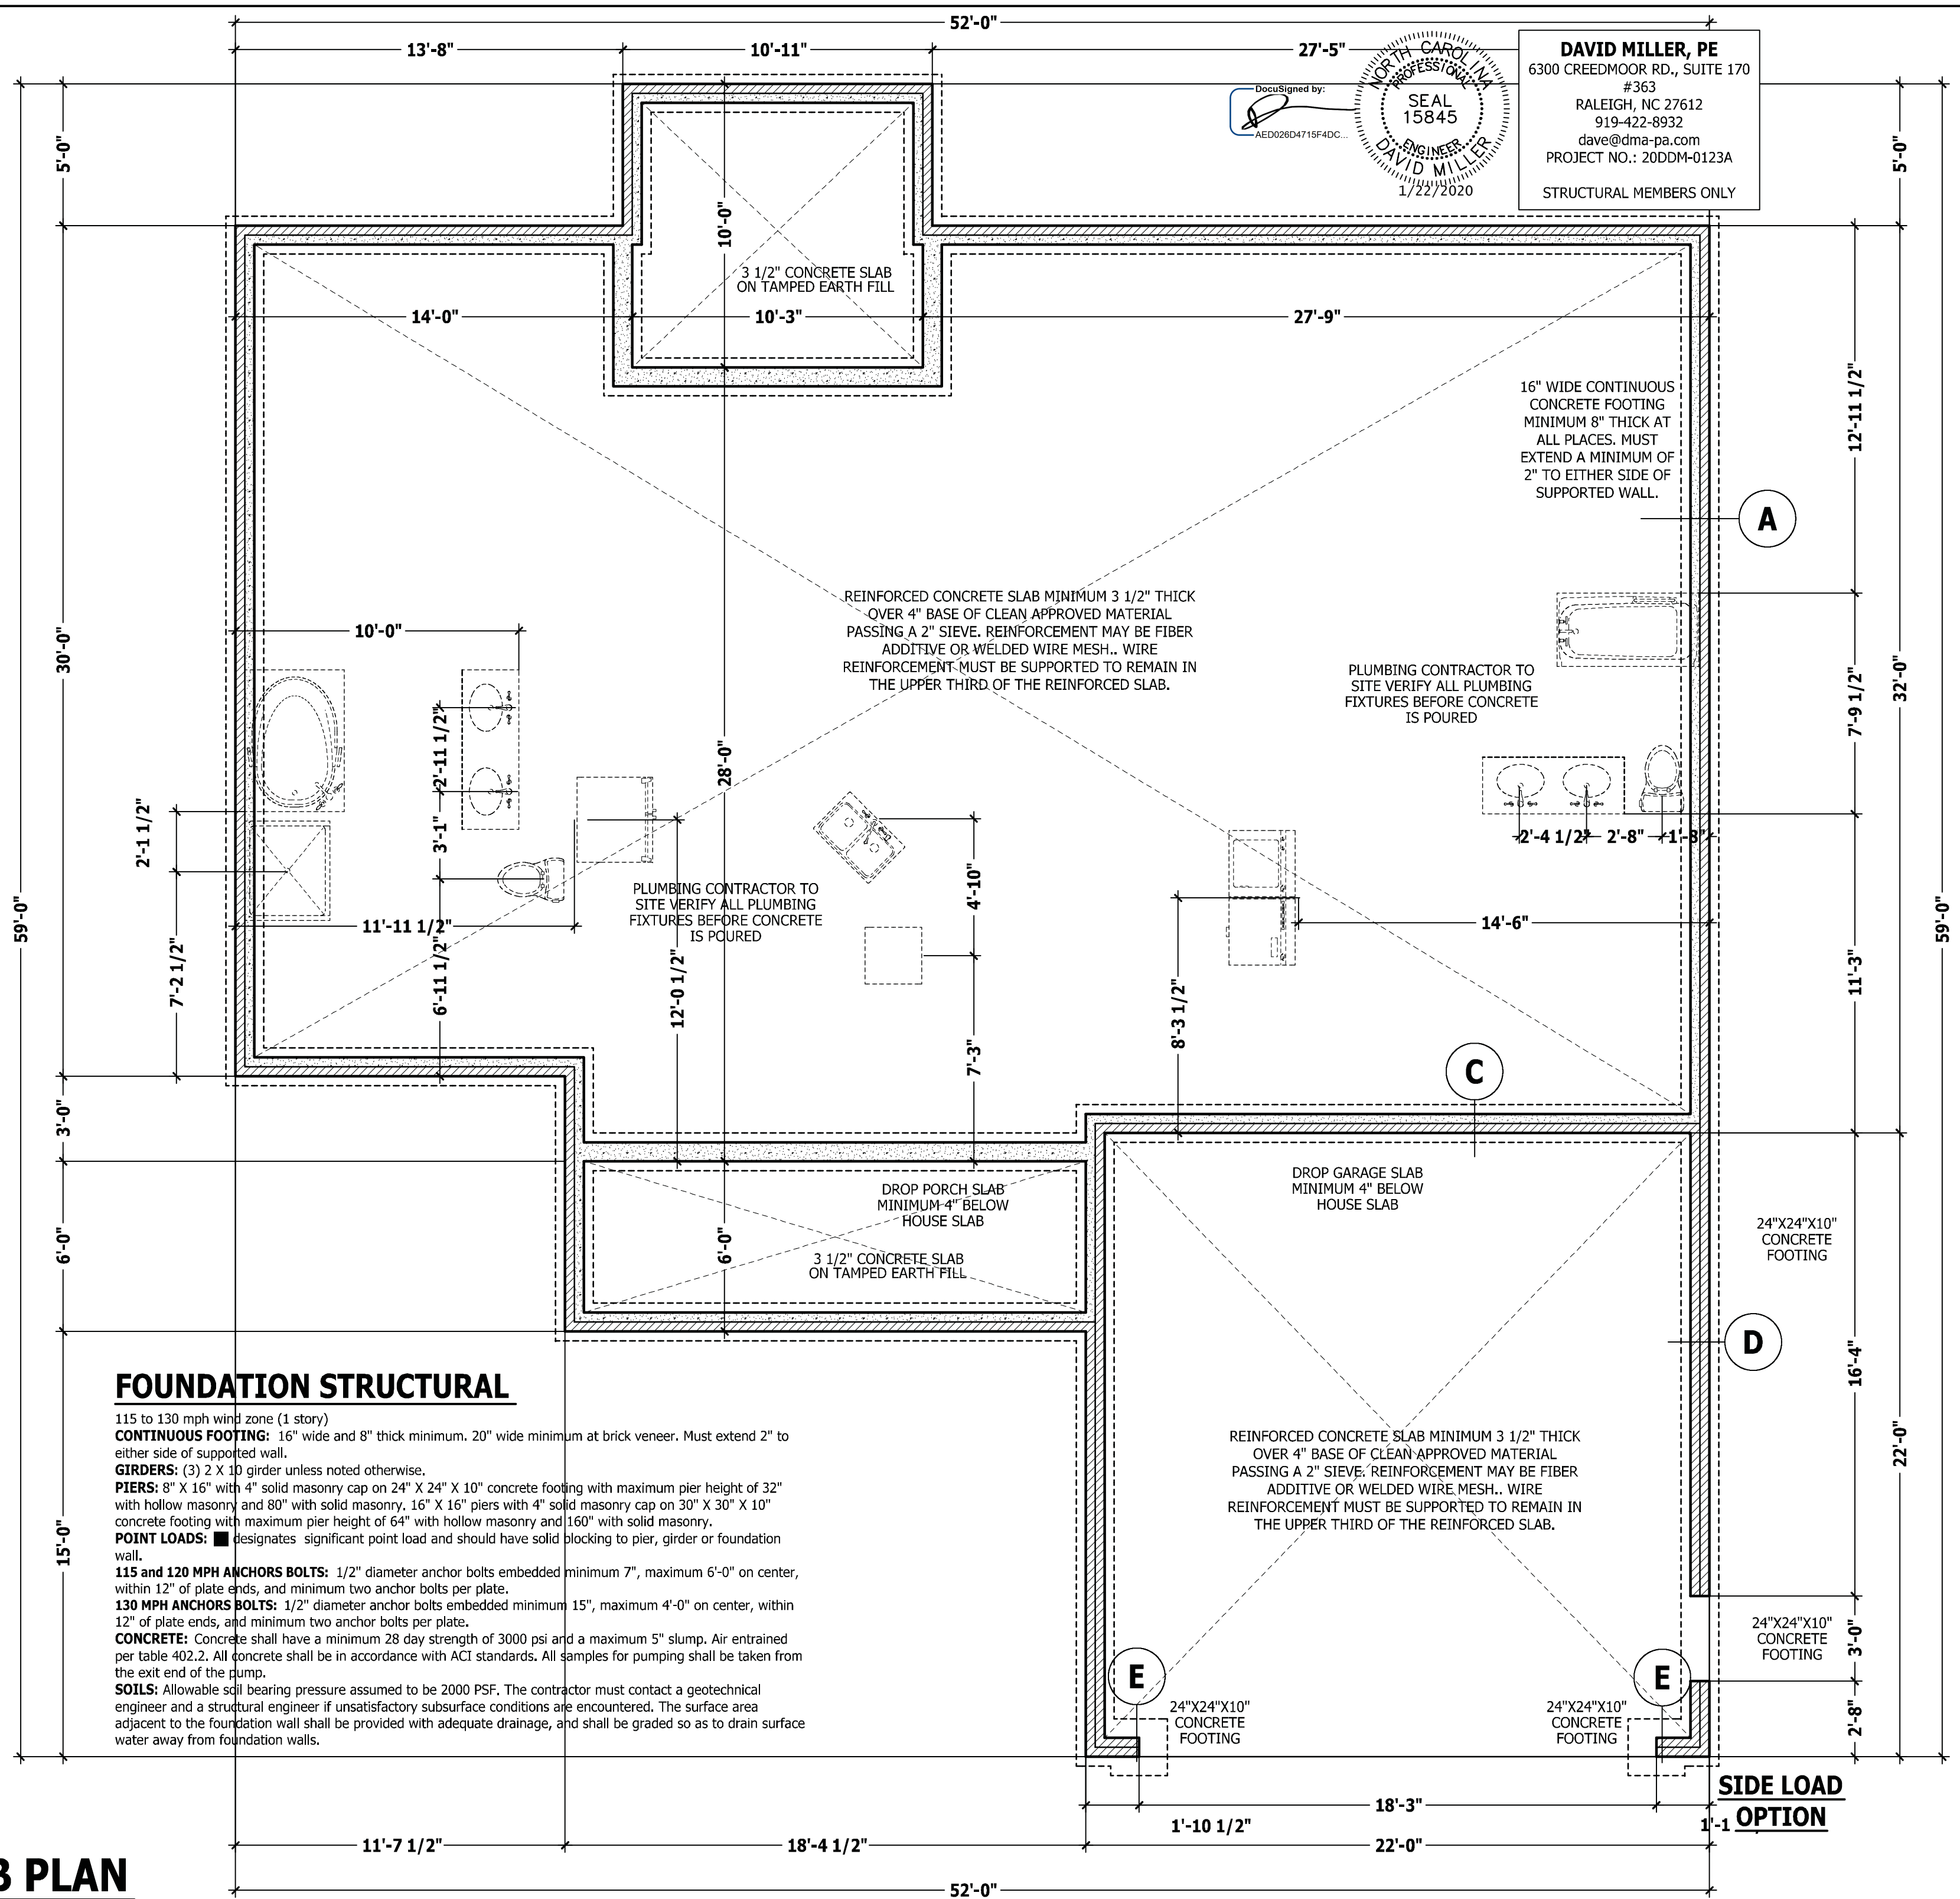 52'-0"
13'-8"
10'-11"
27'-5"
DocuSigned by:
AED026D4715F4DC...
NORTH CAROLINA
PROFESSIONAL
SEAL
15845
ENGINEER
DAVID MILLER
1/22/2020
DAVID MILLER, PE
6300 CREEDMOOR RD., SUITE 170
#363
RALEIGH, NC 27612
919-422-8932
dave@dma-pa.com
PROJECT NO.: 20DDM-0123A
STRUCTURAL MEMBERS ONLY
5'-0"
5'-0"
10'-0"
3 1/2" CONCRETE SLAB
ON TAMPED EARTH FILL
14'-0"
10'-3"
27'-9"
16" WIDE CONTINUOUS
CONCRETE FOOTING
MINIMUM 8" THICK AT
ALL PLACES. MUST
EXTEND A MINIMUM OF
2" TO EITHER SIDE OF
SUPPORTED WALL.
12'-11 1/2"
A
REINFORCED CONCRETE SLAB MINIMUM 3 1/2" THICK
OVER 4" BASE OF CLEAN APPROVED MATERIAL
PASSING A 2" SIEVE. REINFORCEMENT MAY BE FIBER
ADDITIVE OR WELDED WIRE MESH.. WIRE
REINFORCEMENT MUST BE SUPPORTED TO REMAIN IN
THE UPPER THIRD OF THE REINFORCED SLAB.
30'-0"
10'-0"
PLUMBING CONTRACTOR TO
SITE VERIFY ALL PLUMBING
FIXTURES BEFORE CONCRETE
IS POURED
7'-9 1/2"
32'-0"
2'-11 1/2"
28'-0"
2'-1 1/2"
3'-1"
2'-4 1/2"
2'-8"
1'-8"
4'-10"
PLUMBING CONTRACTOR TO
SITE VERIFY ALL PLUMBING
FIXTURES BEFORE CONCRETE
IS POURED
59'-0"
11'-11 1/2"
14'-6"
59'-0"
7'-2 1/2"
6'-11 1/2"
12'-0 1/2"
8'-3 1/2"
11'-3"
7'-3"
C
3'-0"
DROP PORCH SLAB
MINIMUM 4" BELOW
HOUSE SLAB
DROP GARAGE SLAB
MINIMUM 4" BELOW
HOUSE SLAB
6'-0"
6'-0"
3 1/2" CONCRETE SLAB
ON TAMPED EARTH FILL
24"X24"X10"
CONCRETE
FOOTING
D
16'-4"
22'-0"
FOUNDATION STRUCTURAL
115 to 130 mph wind zone (1 story)
CONTINUOUS FOOTING: 16" wide and 8" thick minimum. 20" wide minimum at brick veneer. Must extend 2" to
either side of supported wall.
GIRDERS: (3) 2 X 10 girder unless noted otherwise.
PIERS: 8" X 16" with 4" solid masonry cap on 24" X 24" X 10" concrete footing with maximum pier height of 32"
with hollow masonry and 80" with solid masonry. 16" X 16" piers with 4" solid masonry cap on 30" X 30" X 10"
concrete footing with maximum pier height of 64" with hollow masonry and 160" with solid masonry.
POINT LOADS: ■ designates significant point load and should have solid blocking to pier, girder or foundation
wall.
115 and 120 MPH ANCHORS BOLTS: 1/2" diameter anchor bolts embedded minimum 7", maximum 6'-0" on center,
within 12" of plate ends, and minimum two anchor bolts per plate.
130 MPH ANCHORS BOLTS: 1/2" diameter anchor bolts embedded minimum 15", maximum 4'-0" on center, within
12" of plate ends, and minimum two anchor bolts per plate.
CONCRETE: Concrete shall have a minimum 28 day strength of 3000 psi and a maximum 5" slump. Air entrained
per table 402.2. All concrete shall be in accordance with ACI standards. All samples for pumping shall be taken from
the exit end of the pump.
SOILS: Allowable soil bearing pressure assumed to be 2000 PSF. The contractor must contact a geotechnical
engineer and a structural engineer if unsatisfactory subsurface conditions are encountered. The surface area
adjacent to the foundation wall shall be provided with adequate drainage, and shall be graded so as to drain surface
water away from foundation walls.
15'-0"
REINFORCED CONCRETE SLAB MINIMUM 3 1/2" THICK
OVER 4" BASE OF CLEAN APPROVED MATERIAL
PASSING A 2" SIEVE. REINFORCEMENT MAY BE FIBER
ADDITIVE OR WELDED WIRE MESH.. WIRE
REINFORCEMENT MUST BE SUPPORTED TO REMAIN IN
THE UPPER THIRD OF THE REINFORCED SLAB.
24"X24"X10"
CONCRETE
FOOTING
3'-0"
E
E
24"X24"X10"
CONCRETE
FOOTING
24"X24"X10"
CONCRETE
FOOTING
2'-8"
SIDE LOAD
OPTION
18'-3"
1'-10 1/2"
1'-1
11'-7 1/2"
18'-4 1/2"
22'-0"
B PLAN
52'-0"